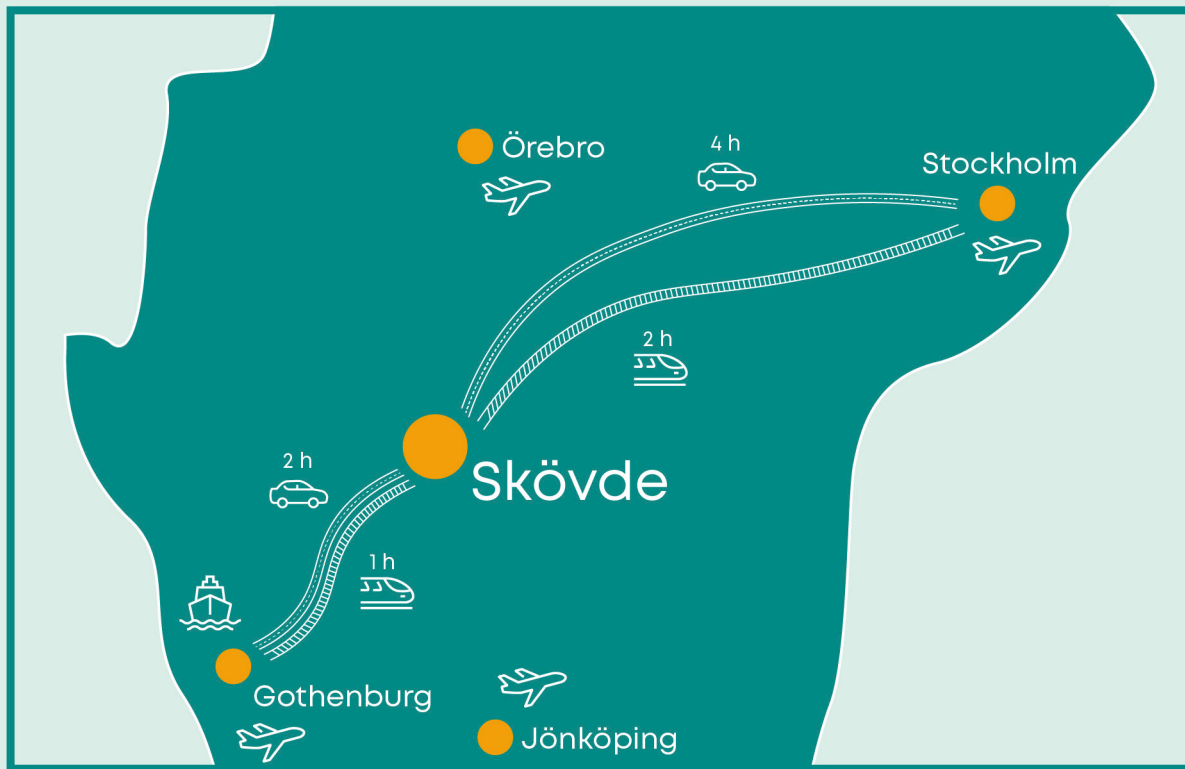 4 h
Örebro
Stockholm
2 h
2 h
Skövde
1 h
Gothenburg
Jönköping